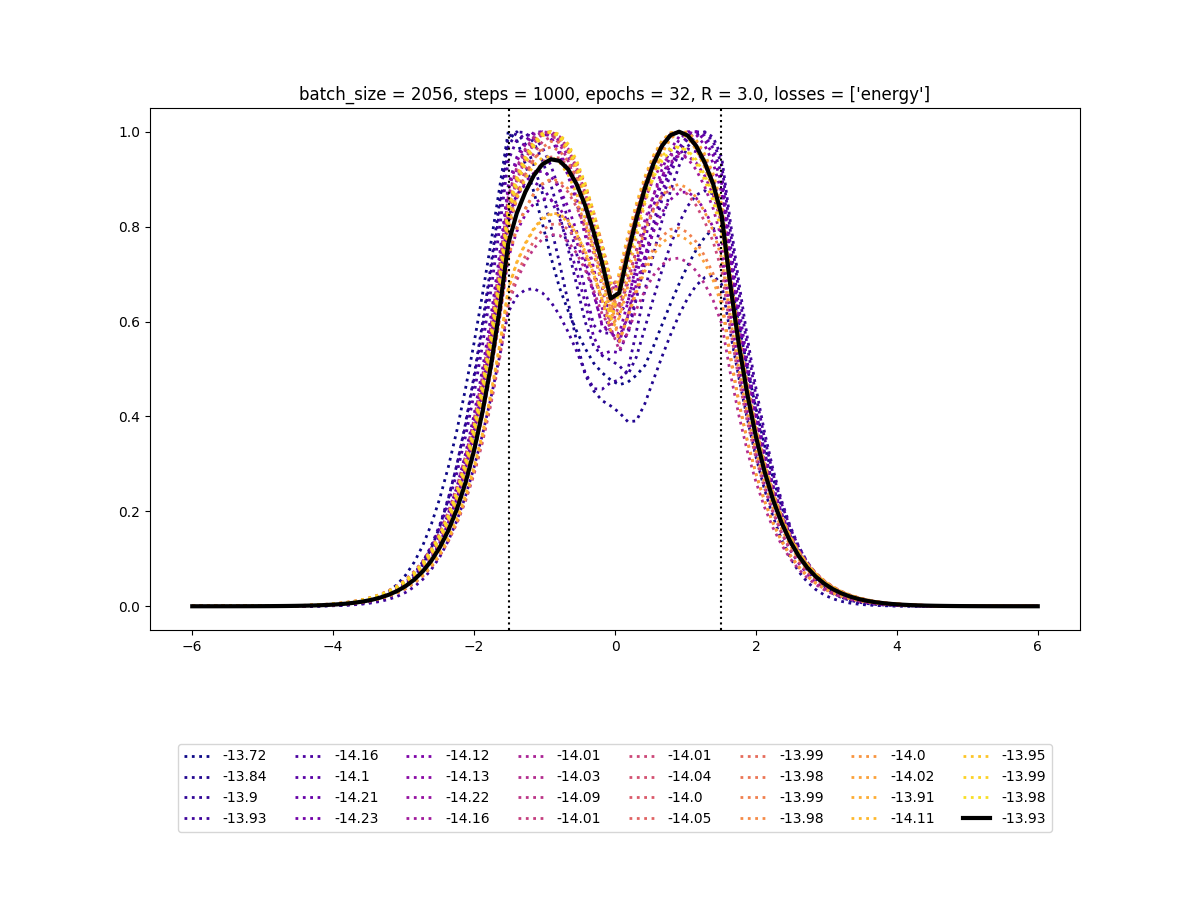 batch_size = 2056, steps = 1000, epochs = 32, R = 3.0, losses = ['energy']
1.0
0.8
0.6
0.4
0.2
0.0
−6 −4 −2 0 2 4 6
-13.72 -14.16 -14.12 -14.01 -14.01 -13.99 -14.0 -13.95
-13.84 -14.1 -14.13 -14.03 -14.04 -13.98 -14.02 -13.99
-13.9 -14.21 -14.22 -14.09 -14.0 -13.99 -13.91 -13.98
-13.93 -14.23 -14.16 -14.01 -14.05 -13.98 -14.11 -13.93